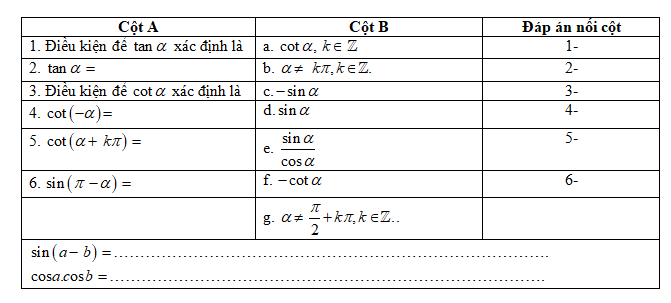 Cột A Cột B Đáp án nối cột
1. Điều kiện để tan α xác định là a. cot α, k ∈ ℤ 1-
2. tan α = b. α ≠ kπ, k ∈ ℤ. 2-
3. Điều kiện để cot α xác định là c. − sin α 3-
4. cot(−α) = d. sin α 4-
5. cot(α + kπ) = e. sin α / cos α 5-
6. sin(π − α) = f. − cot α 6-
g. α ≠ π/2 + kπ, k ∈ ℤ..
sin(a − b) = ……………………………………………………………………
cosa.cosb = ……………………………………………………………………